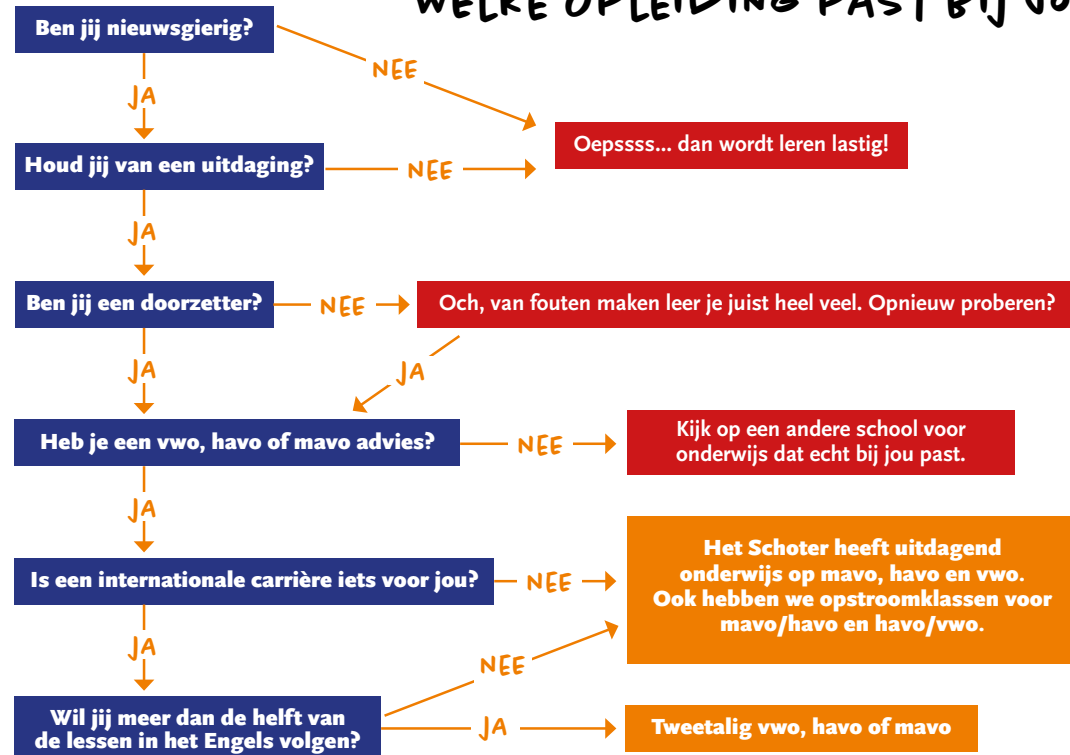 WELKE OPLEIDING PAST BIJ
Ben jij nieuwsgierig?
NEE
JA
Oepssss... dan wordt leren lastig!
Houd jij van een uitdaging?
NEE
JA
Ben jij een doorzetter?
NEE
Och, van fouten maken leer je juist heel veel. Opnieuw proberen?
JA
JA
Heb je een vwo, havo of mavo advies?
NEE
Kijk op een andere school voor
onderwijs dat echt bij jou past.
JA
Is een internationale carrière iets voor jou?
NEE
Het Schoter heeft uitdagend
onderwijs op mavo, havo en vwo.
Ook hebben we opstroomklassen voor
mavo/havo en havo/vwo.
JA
NEE
Wil jij meer dan de helft van
de lessen in het Engels volgen?
JA
Tweetalig vwo, havo of mavo